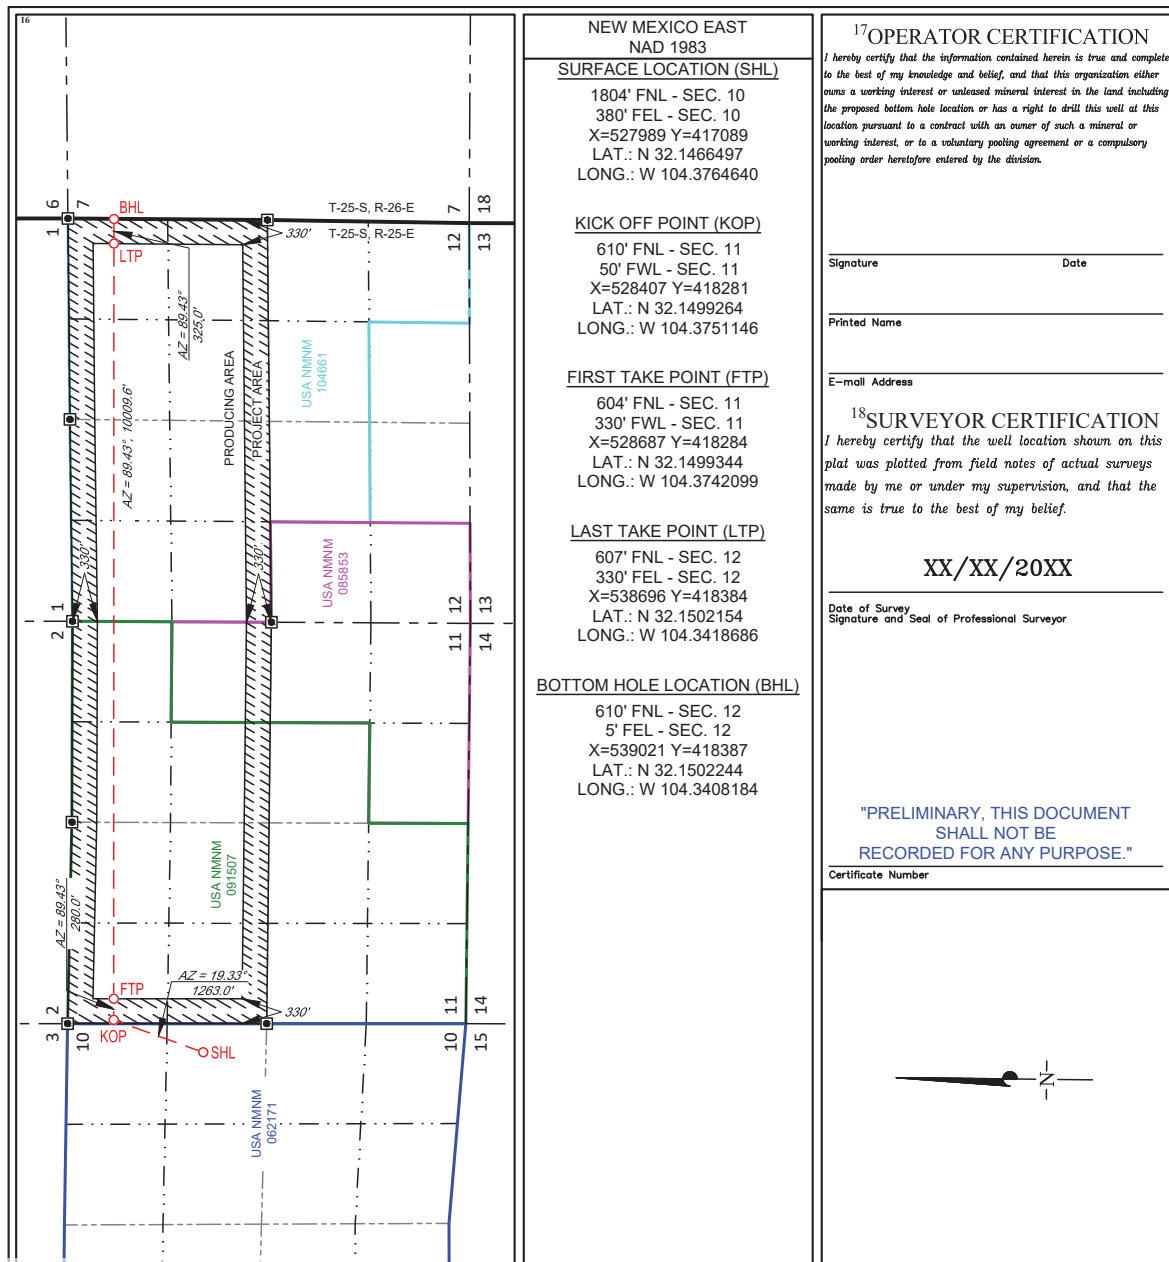 16
6
7
BHL
T-25-S, R-26-E
7
18
1
LTP
330'
T-25-S, R-25-E
12
13
AZ = 89.43°
325.0'
AZ = 89.43°, 10009.6'
PRODUCING AREA
PROJECT AREA
USA NMNM
104661
330'
330'
USA NMNM
085853
1
2
12
13
11
14
USA NMNM
091507
AZ = 89.43°
280.0'
FTP
AZ = 19.33°
1263.0'
330'
2
3
10
KOP
SHL
11
14
10
15
USA NMNM
062171
NEW MEXICO EAST
NAD 1983
SURFACE LOCATION (SHL)
1804' FNL - SEC. 10
380' FEL - SEC. 10
X=527989 Y=417089
LAT.: N 32.1466497
LONG.: W 104.3764640
KICK OFF POINT (KOP)
610' FNL - SEC. 11
50' FWL - SEC. 11
X=528407 Y=418281
LAT.: N 32.1499264
LONG.: W 104.3751146
FIRST TAKE POINT (FTP)
604' FNL - SEC. 11
330' FWL - SEC. 11
X=528687 Y=418284
LAT.: N 32.1499344
LONG.: W 104.3742099
LAST TAKE POINT (LTP)
607' FNL - SEC. 12
330' FEL - SEC. 12
X=538696 Y=418384
LAT.: N 32.1502154
LONG.: W 104.3418686
BOTTOM HOLE LOCATION (BHL)
610' FNL - SEC. 12
5' FEL - SEC. 12
X=539021 Y=418387
LAT.: N 32.1502244
LONG.: W 104.3408184
17OPERATOR CERTIFICATION
I hereby certify that the information contained herein is true and complete
to the best of my knowledge and belief, and that this organization either
owns a working interest or unleased mineral interest in the land including
the proposed bottom hole location or has a right to drill this well at this
location pursuant to a contract with an owner of such a mineral or
working interest, or to a voluntary pooling agreement or a compulsory
pooling order heretofore entered by the division.
Signature Date
Printed Name
E-mail Address
18SURVEYOR CERTIFICATION
I hereby certify that the well location shown on this
plat was plotted from field notes of actual surveys
made by me or under my supervision, and that the
same is true to the best of my belief.
XX/XX/20XX
Date of Survey
Signature and Seal of Professional Surveyor
"PRELIMINARY, THIS DOCUMENT
SHALL NOT BE
RECORDED FOR ANY PURPOSE."
Certificate Number
N